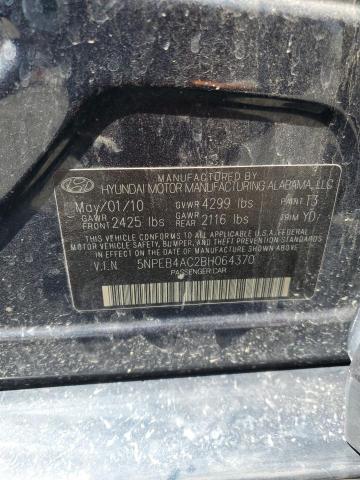 MANUFACTURED BY
HYUNDAI MOTOR MANUFACTURING ALABAMA, LLC
May/01/10 GVWR 4299 lbs PAINT T3
GAWR FRONT 2425 lbs GAWR REAR 2116 lbs TRIM YD
THIS VEHICLE CONFORMS TO ALL APPLICABLE U.S. FEDERAL
MOTOR VEHICLE SAFETY, BUMPER, AND THEFT PREVENTION STANDARDS
IN EFFECT ON THE DATE OF MANUFACTURE SHOWN ABOVE.
V.I.N 5NPEB4AC2BH064370
PASSENGER CAR